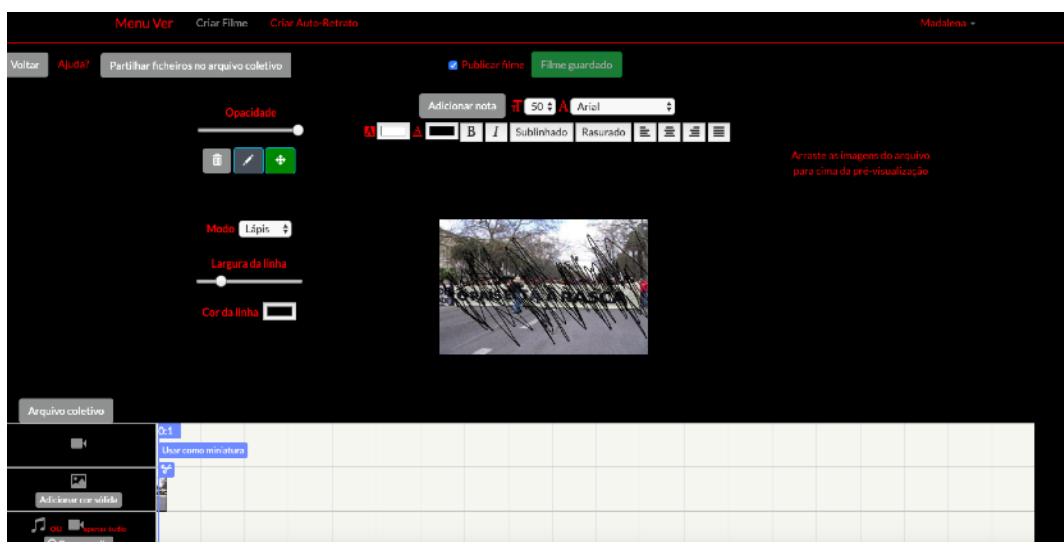 Menu Ver Criar Filme Criar Auto-Retrato Madalena
Voltar Ajuda? Partilhar ficheiros no arquivo coletivo Publicar filme Filme guardado
Opacidade Adicionar nota 50 A Arial
A A B I Sublinhado Rasurado
Arraste as imagens do arquivo
para cima da pré-visualização
Modo Lápis
Largura da linha
À RASCA
Cor da linha
Arquivo coletivo
0:1
Usar como miniatura
Adicionar cor sólida
OU apenas áudio